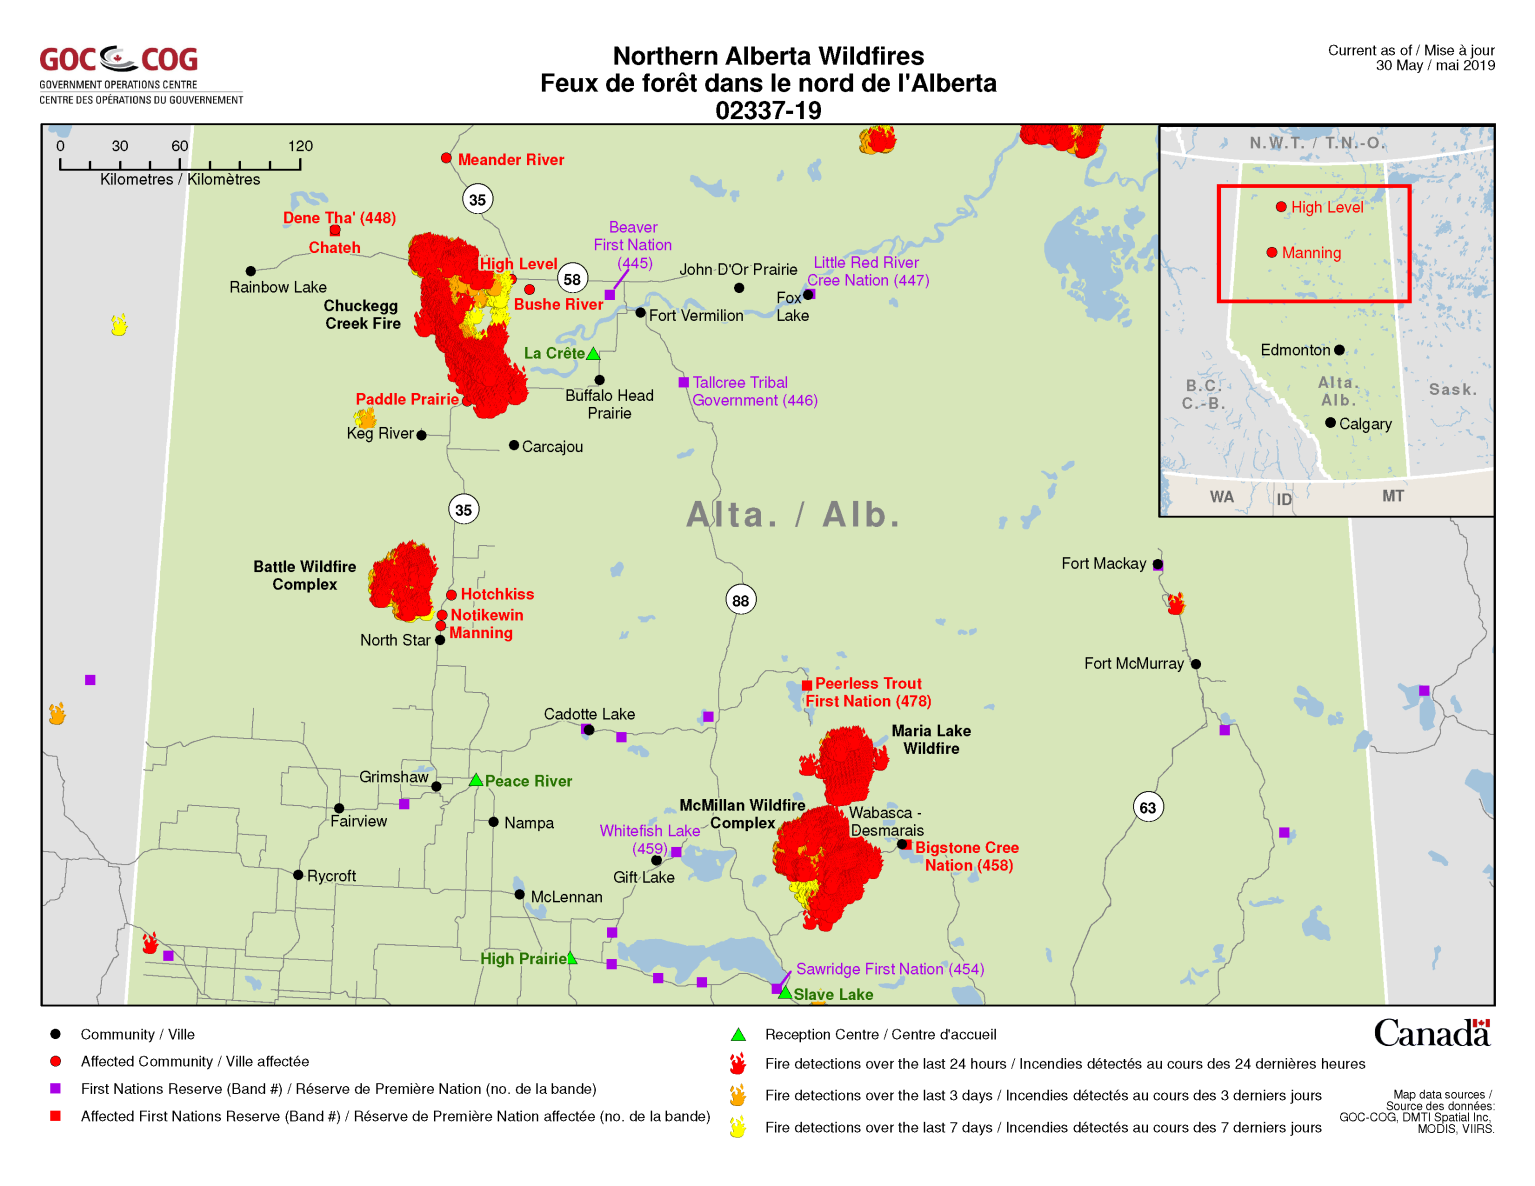 GOC COG
GOVERNMENT OPERATIONS CENTRE
CENTRE DES OPÉRATIONS DU GOUVERNEMENT
Northern Alberta Wildfires
Feux de forêt dans le nord de l'Alberta
02337-19
Current as of / Mise à jour
30 May / mai 2019
0 30 60 120
Kilometres / Kilomètres
Meander River
35
Dene Tha' (448)
Chateh
Rainbow Lake
High Level
58
Bushe River
Chuckegg
Creek Fire
Beaver
First Nation
(445)
John D'Or Prairie
Little Red River
Cree Nation (447)
Fox
Lake
Fort Vermilion
La Crête
Buffalo Head
Prairie
Tallcree Tribal
Government (446)
Paddle Prairie
Keg River
Carcajou
35
Alta. / Alb.
Battle Wildfire
Complex
Hotchkiss
Notikewin
Manning
North Star
88
Fort Mackay
Fort McMurray
Peerless Trout
First Nation (478)
Cadotte Lake
Maria Lake
Wildfire
Grimshaw
Peace River
Fairview
Nampa
McMillan Wildfire
Complex
Wabasca -
Desmarais
63
Whitefish Lake
(459)
Gift Lake
Bigstone Cree
Nation (458)
Rycroft
McLennan
High Prairie
Sawridge First Nation (454)
Slave Lake
N.W.T. / T.N.-O.
High Level
Manning
Edmonton
B.C.
C.-B.
Alta.
Alb.
Sask.
Calgary
WA
ID
MT
Community / Ville
Affected Community / Ville affectée
First Nations Reserve (Band #) / Réserve de Première Nation (no. de la bande)
Affected First Nations Reserve (Band #) / Réserve de Première Nation affectée (no. de la bande)
Reception Centre / Centre d'accueil
Fire detections over the last 24 hours / Incendies détectés au cours des 24 dernières heures
Fire detections over the last 3 days / Incendies détectés au cours des 3 derniers jours
Fire detections over the last 7 days / Incendies détectés au cours des 7 derniers jours
Canada
Map data sources /
Source des données:
GOC-COG, DMTI Spatial Inc,
MODIS, VIIRS.